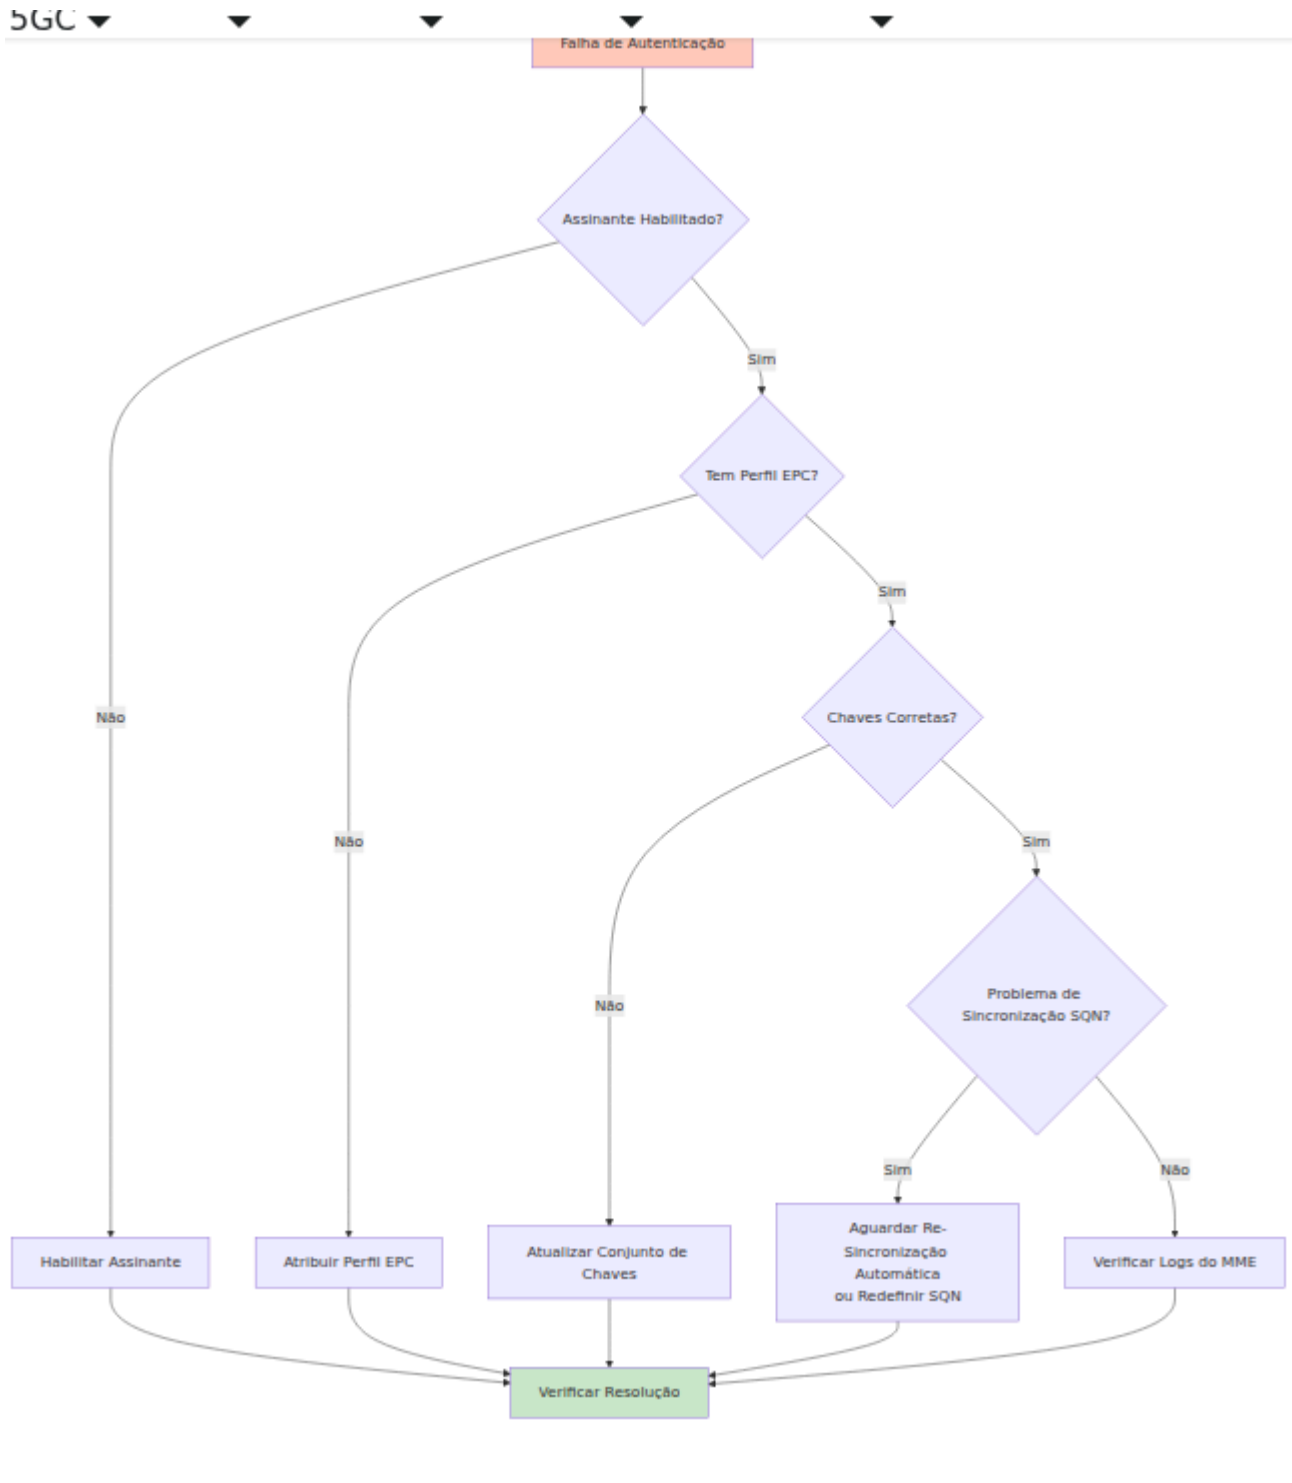 5GC
Falha de Autenticação
Assinante Habilitado?
Sim
Tem Perfil EPC?
Sim
Chaves Corretas?
Não
Não
Sim
Problema de
Sincronização SQN?
Não
Sim
Não
Habilitar Assinante
Atribuir Perfil EPC
Atualizar Conjunto de
Chaves
Aguardar Re-
Sincronização
Automática
ou Redefinir SQN
Verificar Logs do MME
Verificar Resolução